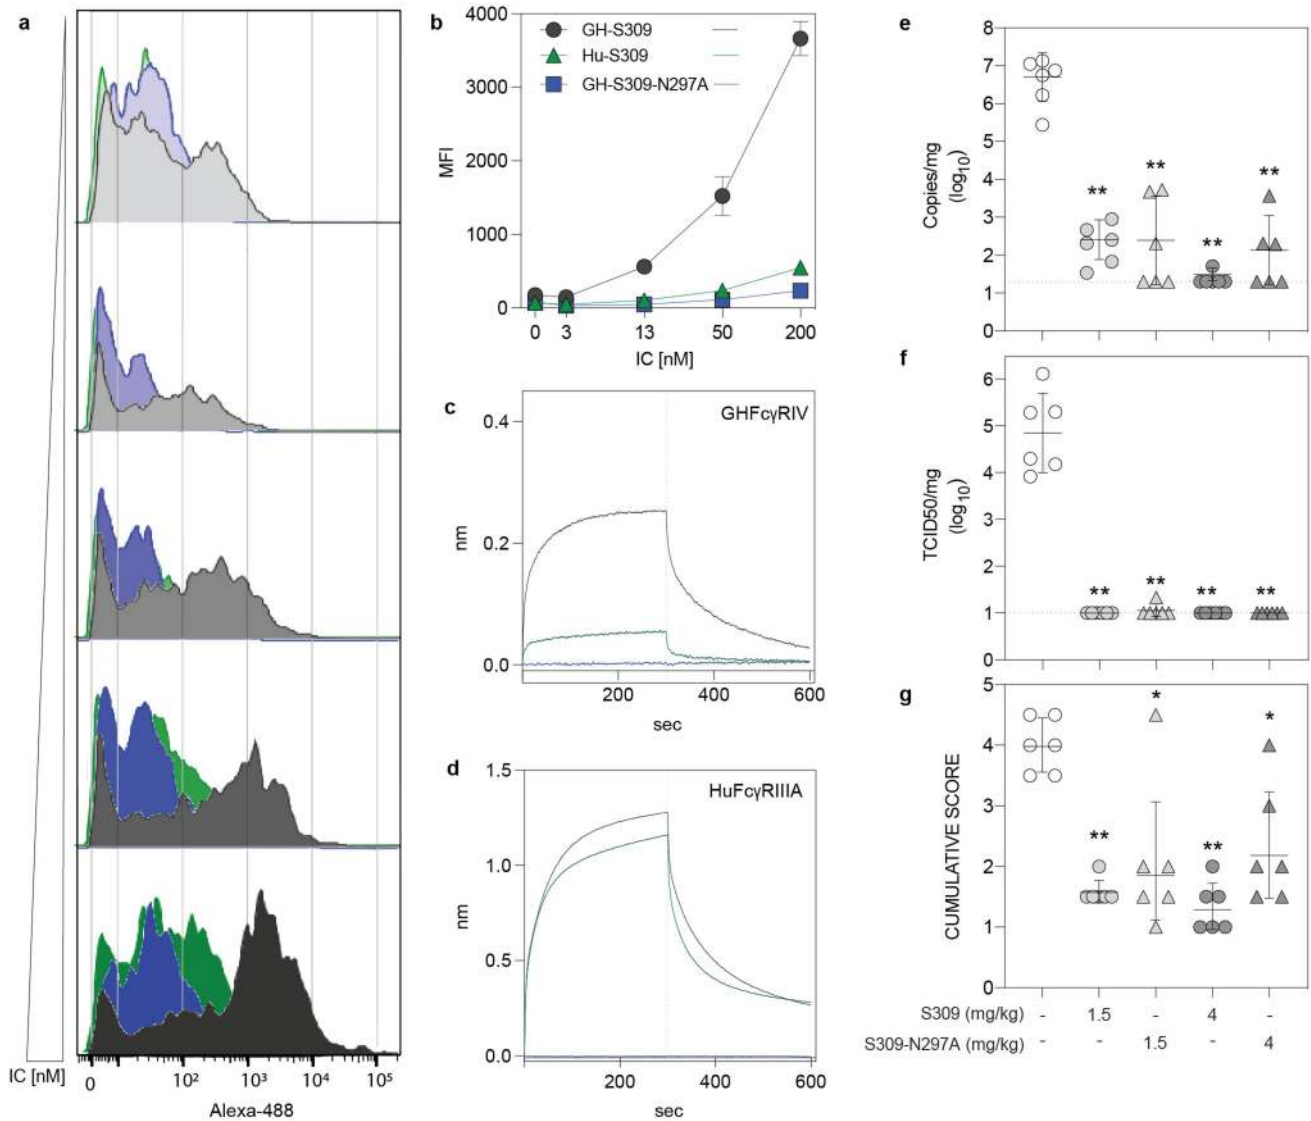 a
IC [nM]
0 10² 10³ 10⁴ 10⁵
Alexa-488
b
4000
3000
2000
1000
0
MFI
GH-S309
Hu-S309
GH-S309-N297A
0 3 13 50 200
IC [nM]
c
GHFcγRIV
0.4
0.2
0.0
nm
200 400 600
sec
d
HuFcγRIIIA
1.5
1.0
0.5
0.0
nm
200 400 600
sec
e
8
7
6
5
4
3
2
1
0
Copies/mg
(log10)
**
**
**
**
f
6
5
4
3
2
1
0
TCID50/mg
(log10)
** ** ** **
g
5
4
3
2
1
0
CUMULATIVE SCORE
**
*
**
*
S309 (mg/kg) - 1.5 - 4 -
S309-N297A (mg/kg) - - 1.5 - 4